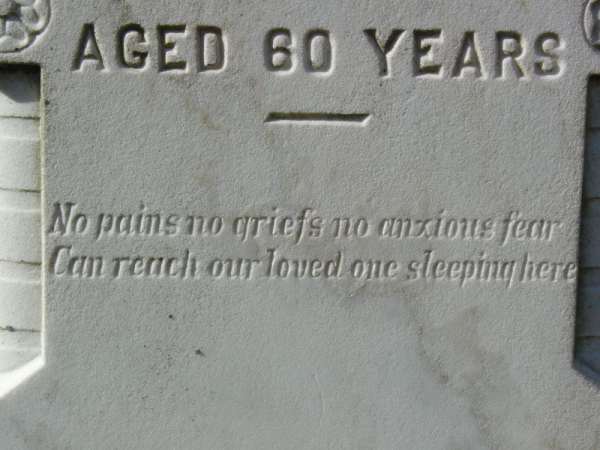 AGED 60 YEARS
No pains no griefs no anxious fear
Can reach our loved one sleeping here